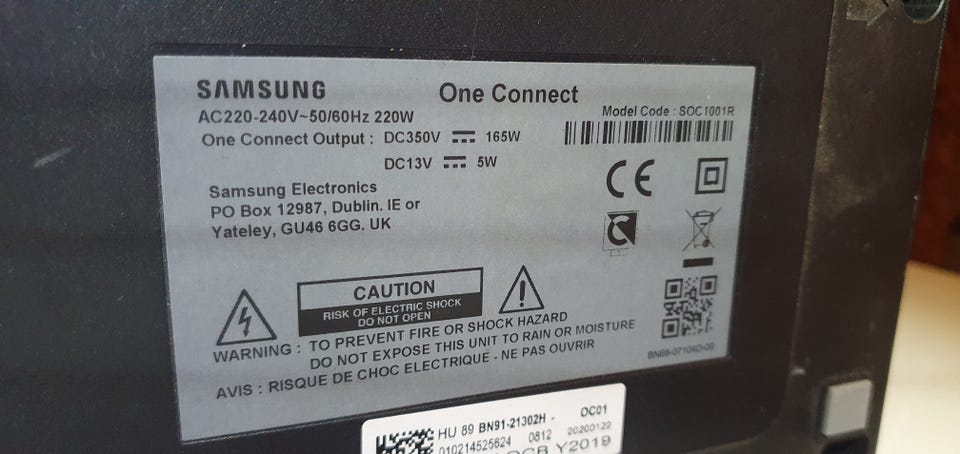 SAMSUNG
One Connect
AC220-240V~50/60Hz 220W
Model Code : SOC1001R
One Connect Output : DC350V 165W
DC13V 5W
Samsung Electronics
PO Box 12987, Dublin. IE or
Yateley, GU46 6GG. UK
CAUTION
RISK OF ELECTRIC SHOCK
DO NOT OPEN
WARNING : TO PREVENT FIRE OR SHOCK HAZARD
DO NOT EXPOSE THIS UNIT TO RAIN OR MOISTURE
AVIS : RISQUE DE CHOC ELECTRIQUE - NE PAS OUVRIR
BN68-07104D-06
HU 89 BN91-21302H - OC01
010214525624 0812 20200122
Y2019